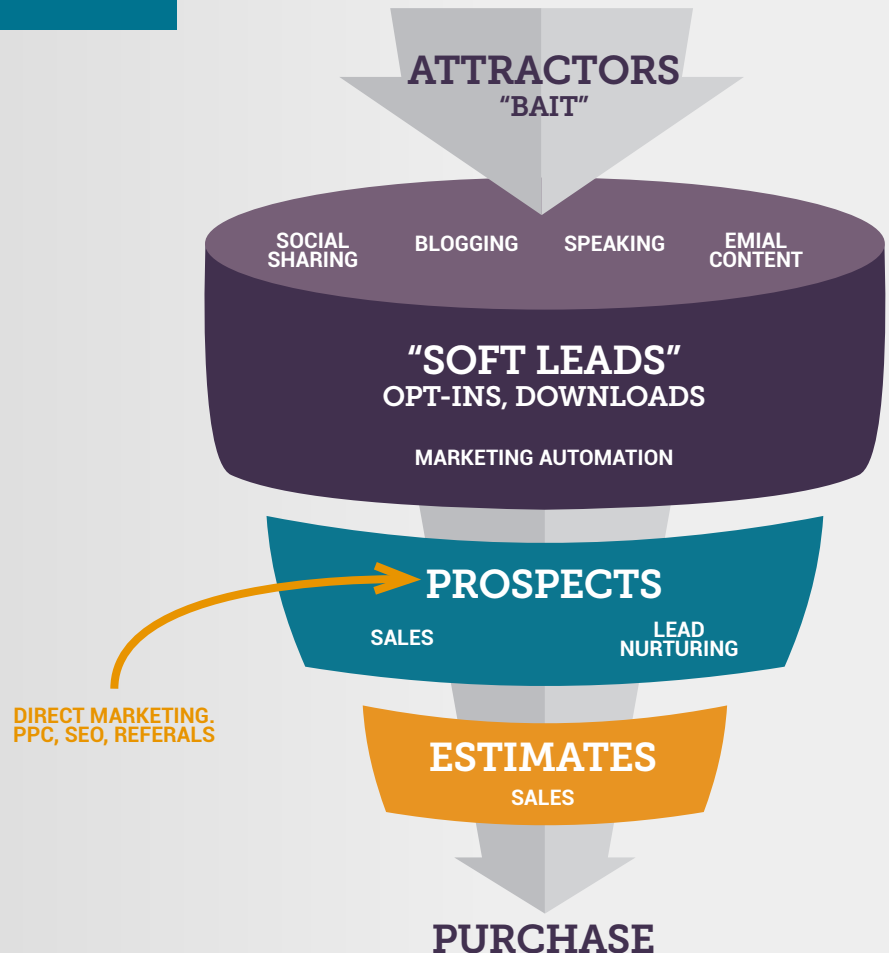 ATTRACTORS
“BAIT”
SOCIAL
SHARING
BLOGGING
SPEAKING
EMIAL
CONTENT
“SOFT LEADS”
OPT-INS, DOWNLOADS
MARKETING AUTOMATION
PROSPECTS
SALES
LEAD
NURTURING
DIRECT MARKETING.
PPC, SEO, REFERALS
ESTIMATES
SALES
PURCHASE